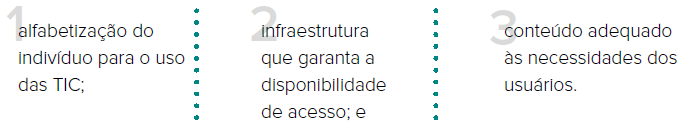 1
alfabetização do
indivíduo para o uso
das TIC;
2
infraestrutura
que garanta a
disponibilidade
de acesso; e
3
conteúdo adequado
às necessidades dos
usuários.